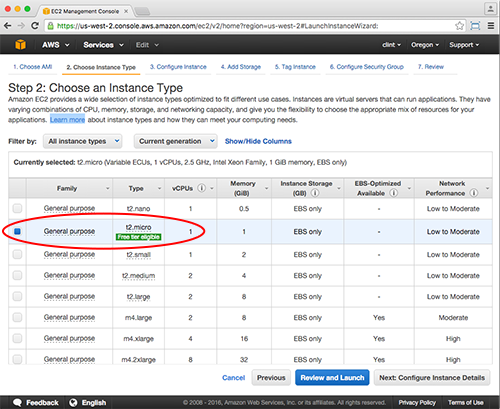 EC2 Management Console
https://us-west-2.console.aws.amazon.com/ec2/v2/home?region=us-west-2#LaunchInstanceWizard:
AWS Services Edit clint Oregon Support
1. Choose AMI 2. Choose Instance Type 3. Configure Instance 4. Add Storage 5. Tag Instance 6. Configure Security Group 7. Review
Step 2: Choose an Instance Type
Amazon EC2 provides a wide selection of instance types optimized to fit different use cases. Instances are virtual servers that can run applications. They have
varying combinations of CPU, memory, storage, and networking capacity, and give you the flexibility to choose the appropriate mix of resources for your
applications. Learn more about instance types and how they can meet your computing needs.
Filter by: All instance types Current generation Show/Hide Columns
Currently selected: t2.micro (Variable ECUs, 1 vCPUs, 2.5 GHz, Intel Xeon Family, 1 GiB memory, EBS only)
Family Type vCPUs Memory (GiB) Instance Storage (GB) EBS-Optimized Available Network Performance
General purpose t2.nano 1 0.5 EBS only - Low to Moderate
General purpose t2.micro Free tier eligible 1 1 EBS only - Low to Moderate
General purpose t2.small 1 2 EBS only - Low to Moderate
General purpose t2.medium 2 4 EBS only - Low to Moderate
General purpose t2.large 2 8 EBS only - Low to Moderate
General purpose m4.large 2 8 EBS only Yes Moderate
General purpose m4.xlarge 4 16 EBS only Yes High
General purpose m4.2xlarge 8 32 EBS only Yes High
Cancel Previous Review and Launch Next: Configure Instance Details
Feedback English © 2008 - 2016, Amazon Web Services, Inc. or its affiliates. All rights reserved. Privacy Policy Terms of Use